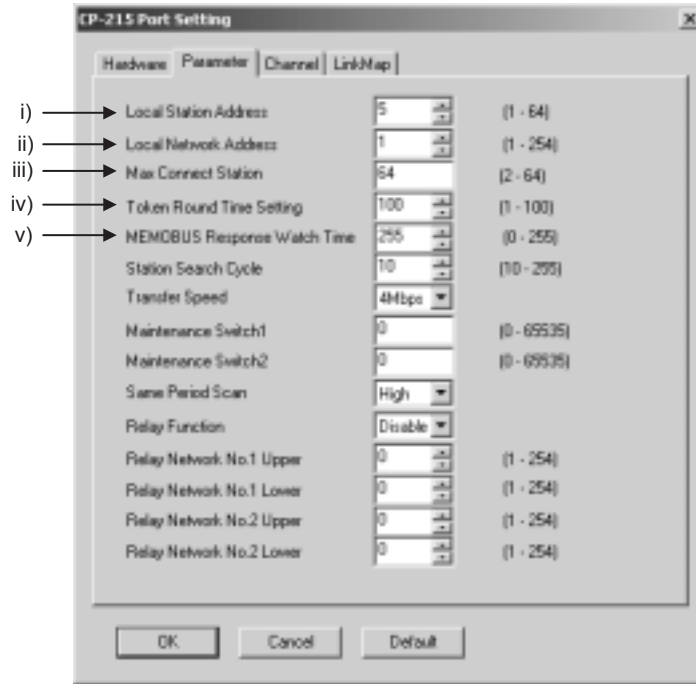 CP-215 Port Setting
Hardware Parameter Channel LinkMap
i) Local Station Address 5 (1 - 64)
ii) Local Network Address 1 (1 - 254)
iii) Max Connect Station 64 (2 - 64)
iv) Token Round Time Setting 100 (1 - 100)
v) MEMOBUS Response Watch Time 255 (0 - 255)
Station Search Cycle 10 (10 - 255)
Transfer Speed 4Mbps
Maintenance Switch1 0 (0 - 65535)
Maintenance Switch2 0 (0 - 65535)
Same Period Scan High
Relay Function Disable
Relay Network No.1 Upper 0 (1 - 254)
Relay Network No.1 Lower 0 (1 - 254)
Relay Network No.2 Upper 0 (1 - 254)
Relay Network No.2 Lower 0 (1 - 254)
OK Cancel Default